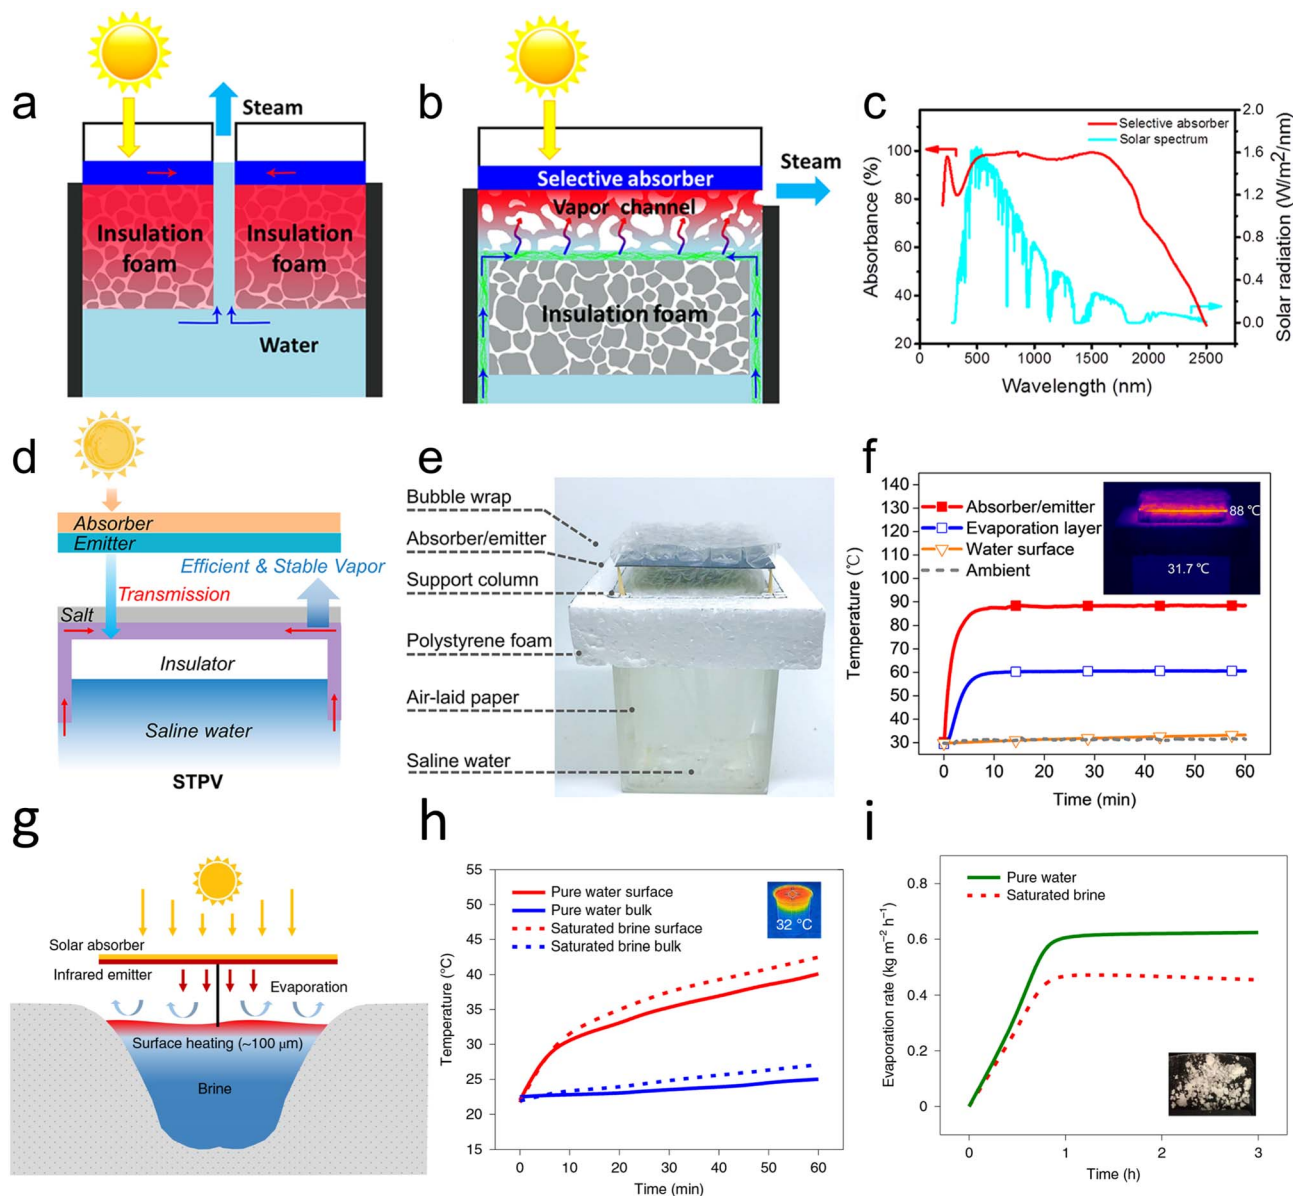 a
Steam
Insulation
foam
Insulation
foam
Water
b
Steam
Selective absorber
Vapor channel
Insulation foam
c
Selective absorber
Solar spectrum
Absorbance (%)
100
80
60
40
20
Solar radiation (W/m²/nm)
2.0
1.6
1.2
0.8
0.4
0.0
0 500 1000 1500 2000 2500
Wavelength (nm)
d
Absorber
Emitter
Efficient & Stable Vapor
Transmission
Salt
Insulator
Saline water
STPV
e
Bubble wrap
Absorber/emitter
Support column
Polystyrene foam
Air-laid paper
Saline water
f
Absorber/emitter
Evaporation layer
Water surface
Ambient
88 ℃
31.7 ℃
Temperature (℃)
140
130
120
110
100
90
80
70
60
50
40
30
0 10 20 30 40 50 60
Time (min)
g
Solar absorber
Infrared emitter
Evaporation
Surface heating (~100 μm)
Brine
h
Pure water surface
Pure water bulk
Saturated brine surface
Saturated brine bulk
32 °C
Temperature (°C)
55
50
45
40
35
30
25
20
15
0 10 20 30 40 50 60
Time (min)
i
Pure water
Saturated brine
Evaporation rate (kg m⁻² h⁻¹)
0.8
0.6
0.4
0.2
0
0 1 2 3
Time (h)